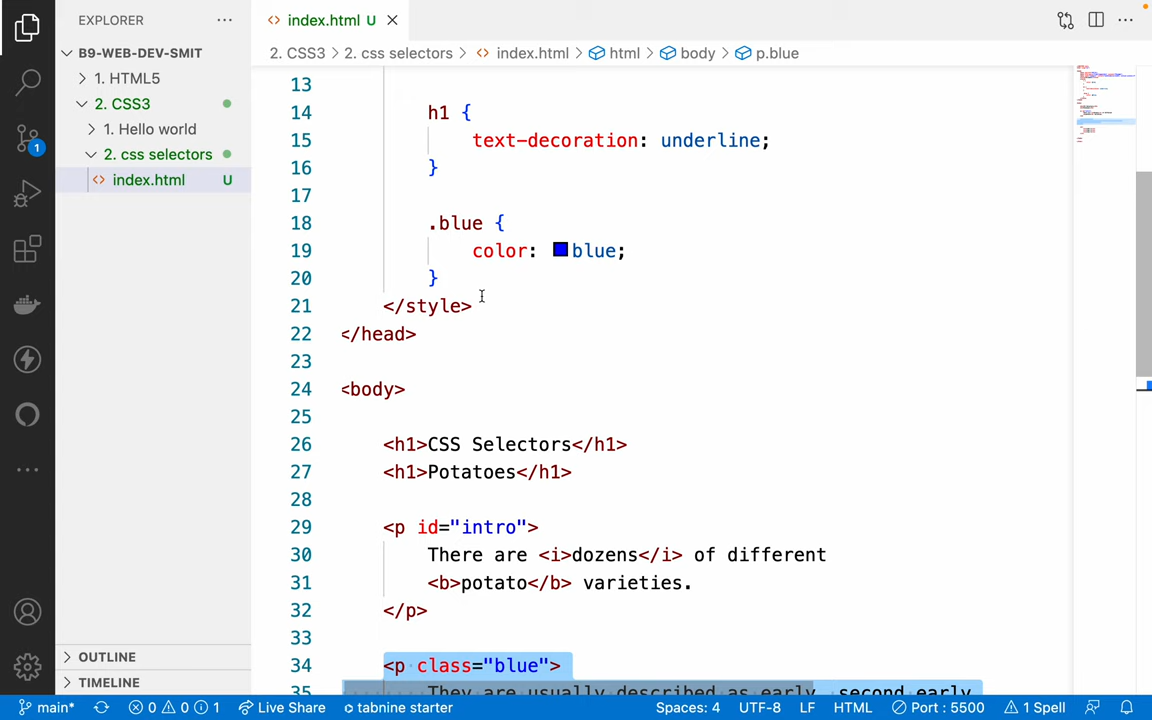 EXPLORER
index.html U
B9-WEB-DEV-SMIT
2. CSS3 > 2. css selectors > index.html > html > body > p.blue
1. HTML5
2. CSS3
1. Hello world
2. css selectors
index.html U
1
13
14 h1 {
15 text-decoration: underline;
16 }
17
18 .blue {
19 color: blue;
20 }
21 </style>
22 </head>
23
24 <body>
25
26 <h1>CSS Selectors</h1>
27 <h1>Potatoes</h1>
28
29 <p id="intro">
30 There are <i>dozens</i> of different
31 <b>potato</b> varieties.
32 </p>
33
34 <p class="blue">
35 They are usually described as early, second early
OUTLINE
TIMELINE
main* 0 0 1 Live Share tabnine starter Spaces: 4 UTF-8 LF HTML Port : 5500 1 Spell